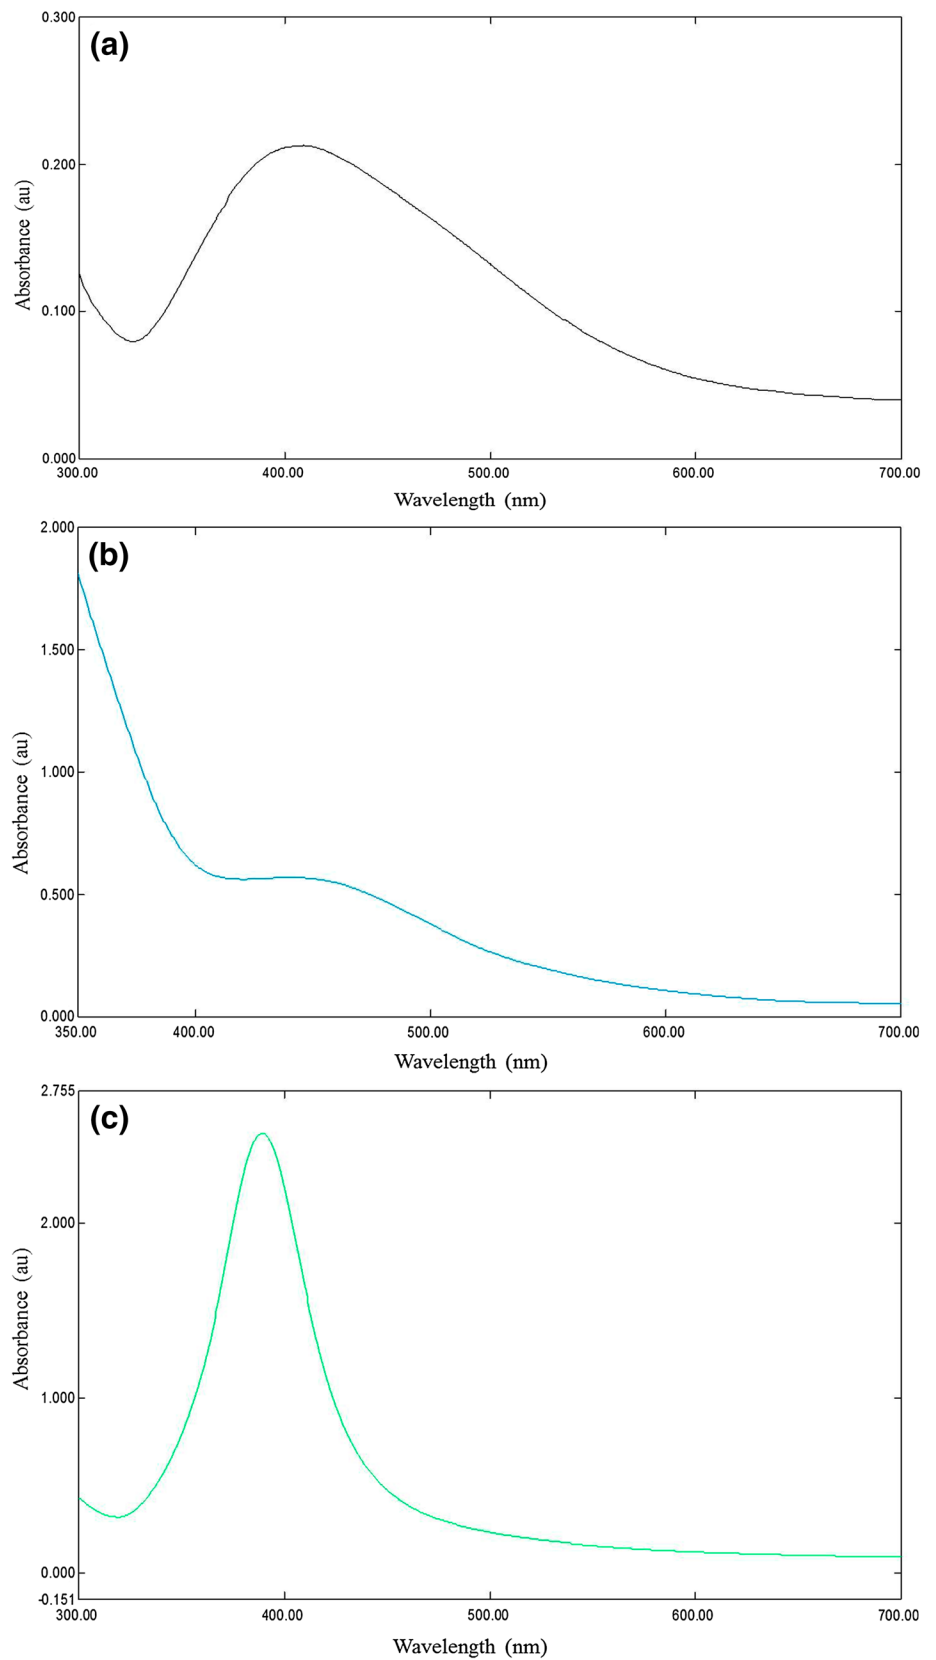 (a)
0.300
0.200
0.100
0.000
Absorbance (au)
300.00 400.00 500.00 600.00 700.00
Wavelength (nm)
(b)
2.000
1.500
1.000
0.500
0.000
Absorbance (au)
350.00 400.00 500.00 600.00 700.00
Wavelength (nm)
(c)
2.755
2.000
1.000
0.000
-0.151
Absorbance (au)
300.00 400.00 500.00 600.00 700.00
Wavelength (nm)